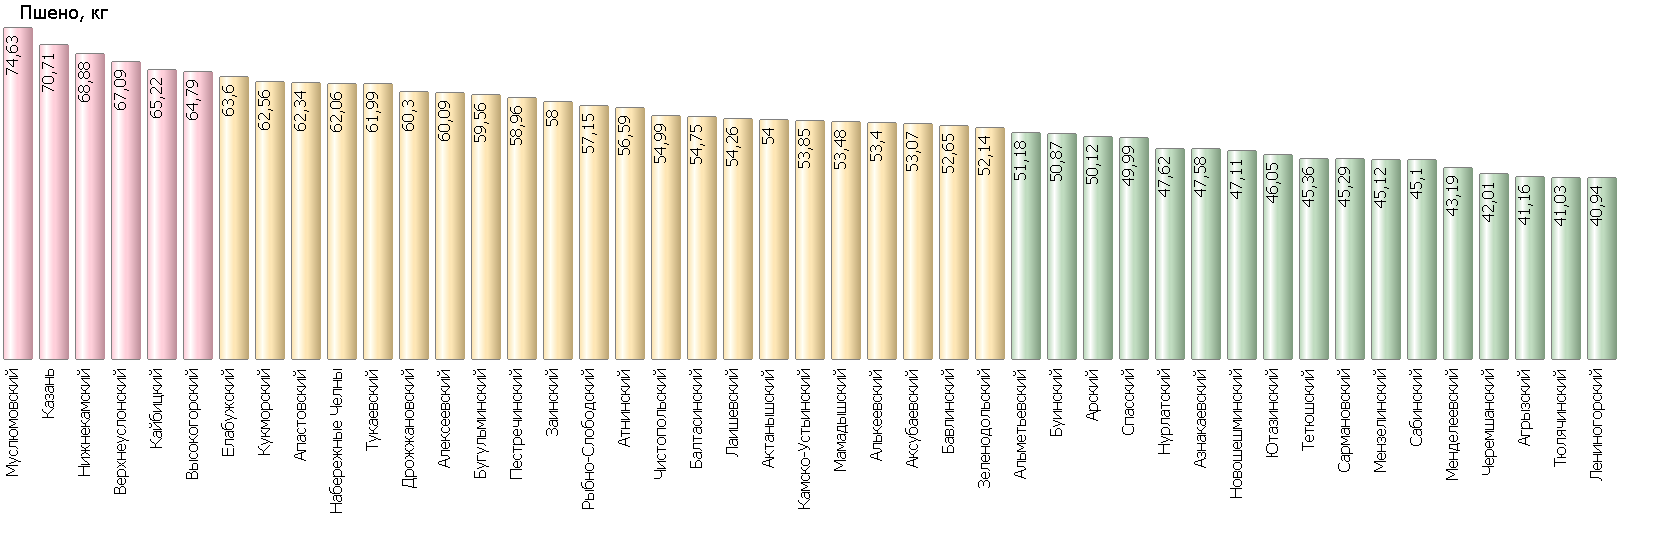 Пшено, кг
74,63
70,71
68,88
67,09
65,22
64,79
63,6
62,56
62,34
62,06
61,99
60,3
60,09
59,56
58,96
58
57,15
56,59
54,99
54,75
54,26
54
53,85
53,48
53,4
53,07
52,65
52,14
51,18
50,87
50,12
49,99
47,62
47,58
47,11
46,05
45,36
45,29
45,12
45,1
43,19
42,01
41,16
41,03
40,94
Муслюмовский
Казань
Нижнекамский
Верхнеуслонский
Кайбицкий
Высокогорский
Елабужский
Кукморский
Апастовский
Набережные Челны
Тукаевский
Дрожжановский
Алексеевский
Бугульминский
Пестречинский
Заинский
Рыбно-Слободский
Атнинский
Чистопольский
Балтасинский
Лаишевский
Актанышский
Камско-Устьинский
Мамадышский
Алькеевский
Аксубаевский
Бавлинский
Зеленодольский
Альметьевский
Буинский
Арский
Спасский
Нурлатский
Азнакаевский
Новошешминский
Ютазинский
Тетюшский
Сармановский
Мензелинский
Сабинский
Менделеевский
Черемшанский
Агрызский
Тюлячинский
Лениногорский